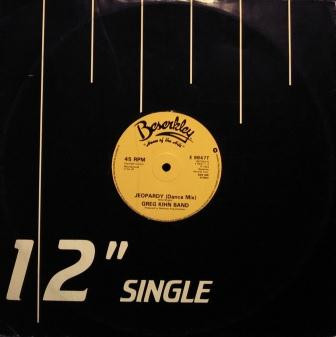 Beserkley
"Home of the Hits"
45 RPM
E 9847T
JEOPARDY (Dance Mix)
GREG KIHN BAND
12" SINGLE